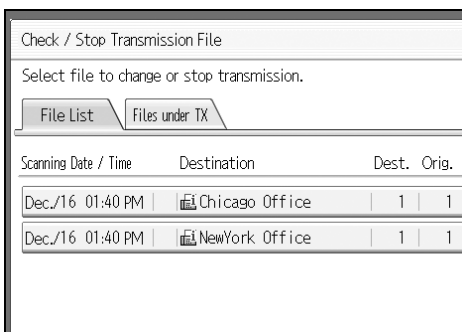 Check / Stop Transmission File
Select file to change or stop transmission.
File List Files under TX
Scanning Date / Time Destination Dest. Orig.
Dec./16 01:40 PM Chicago Office 1 1
Dec./16 01:40 PM NewYork Office 1 1